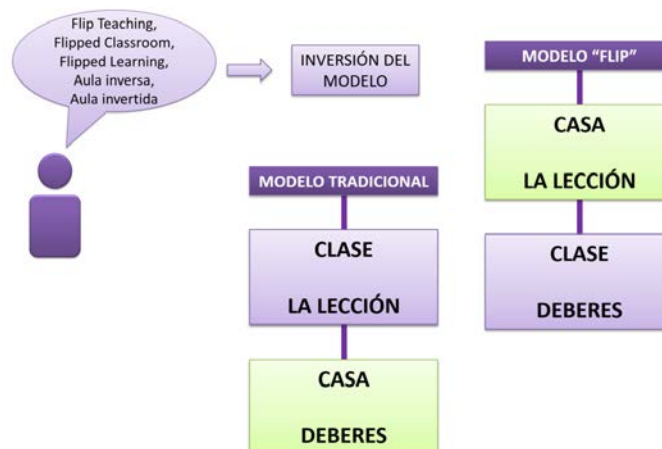 Flip Teaching,
Flipped Classroom,
Flipped Learning,
Aula inversa,
Aula invertida
INVERSIÓN DEL
MODELO
MODELO TRADICIONAL
CLASE
LA LECCIÓN
CASA
DEBERES
MODELO "FLIP"
CASA
LA LECCIÓN
CLASE
DEBERES